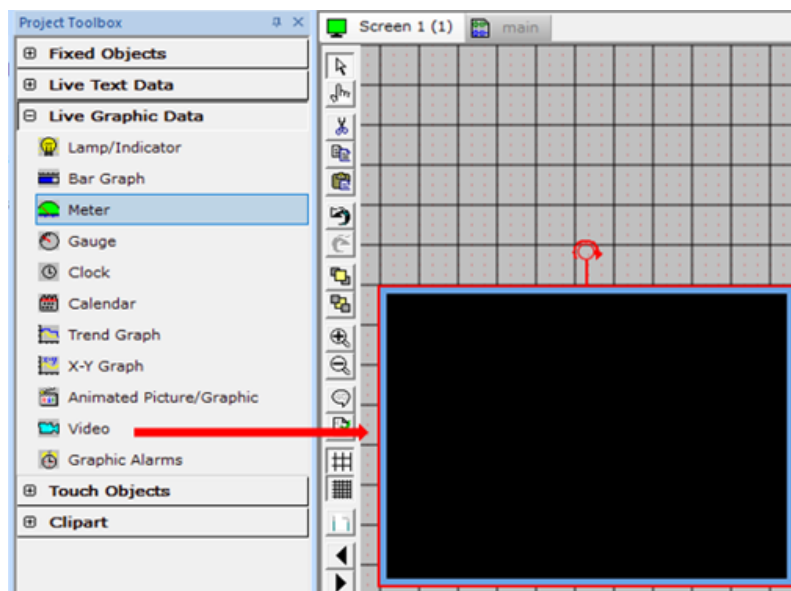 Project Toolbox
Screen 1 (1) main
Fixed Objects
Live Text Data
Live Graphic Data
Lamp/Indicator
Bar Graph
Meter
Gauge
Clock
Calendar
Trend Graph
X-Y Graph
Animated Picture/Graphic
Video
Graphic Alarms
Touch Objects
Clipart